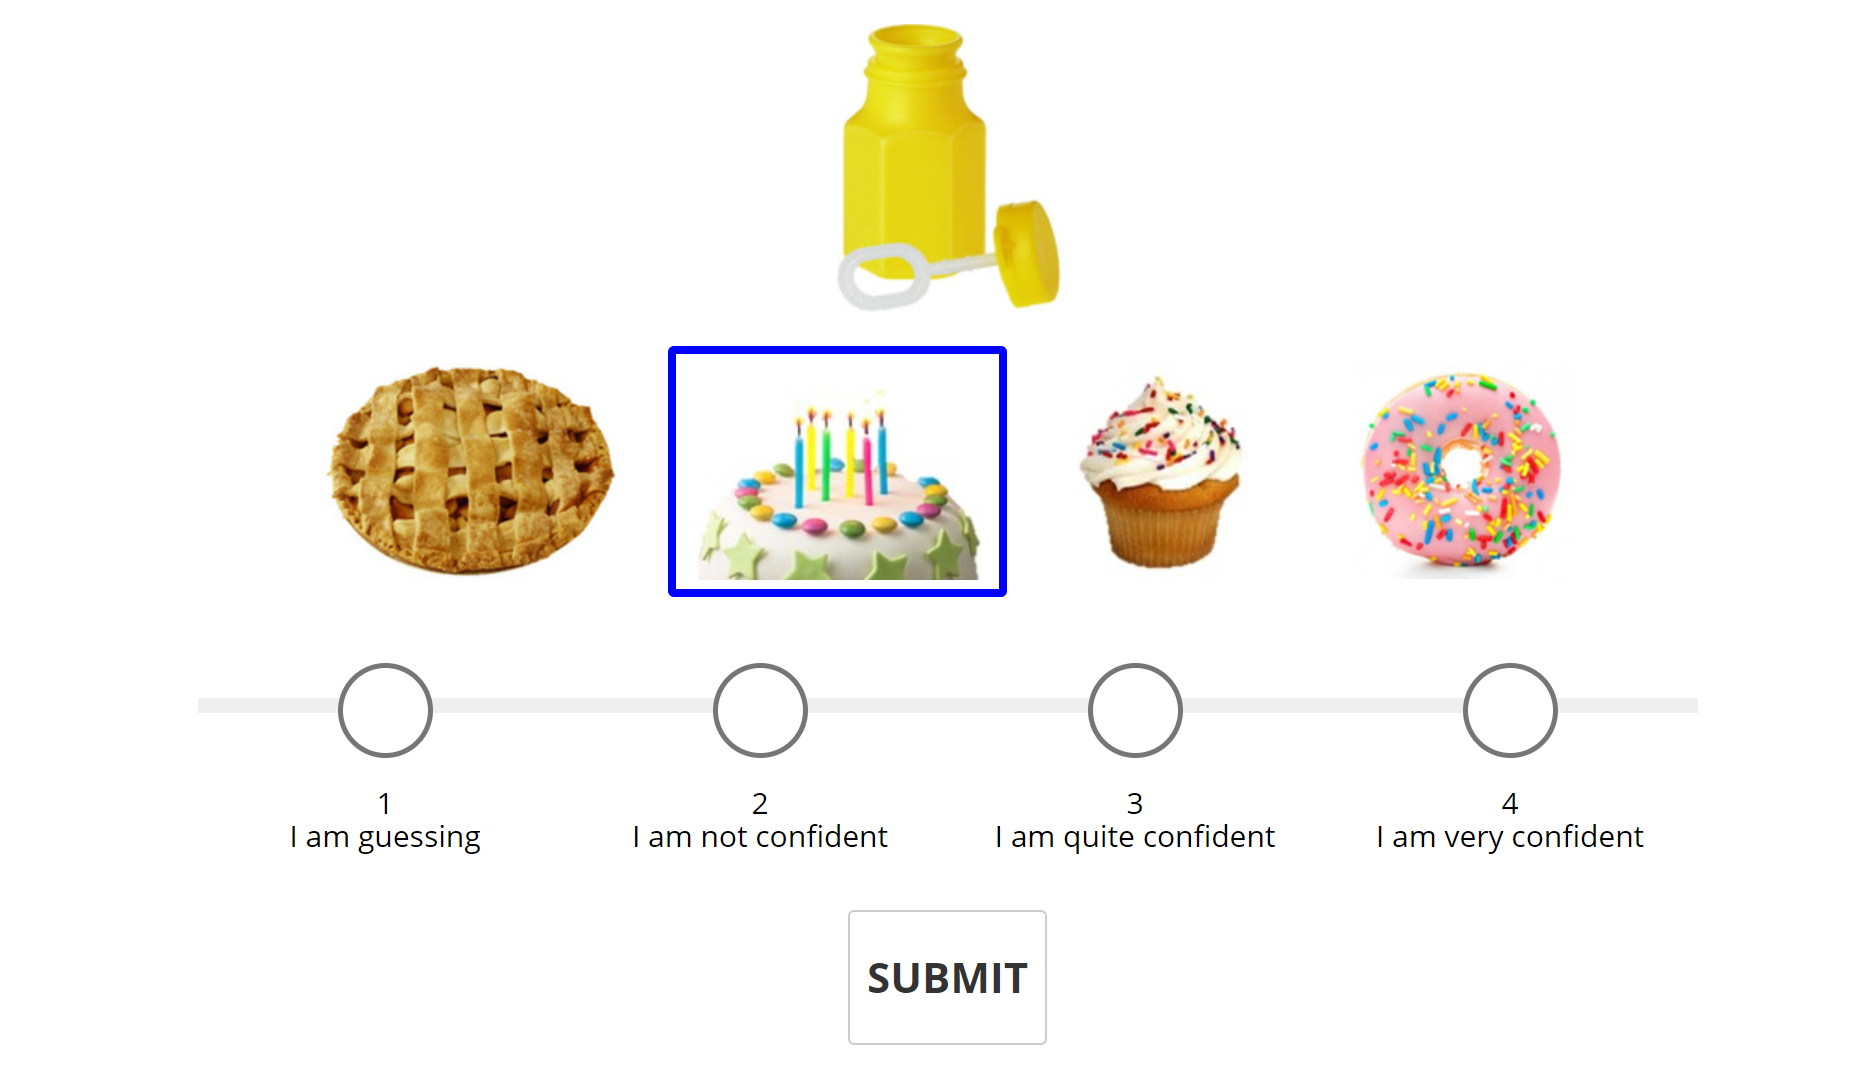 1
I am guessing
2
I am not confident
3
I am quite confident
4
I am very confident
SUBMIT